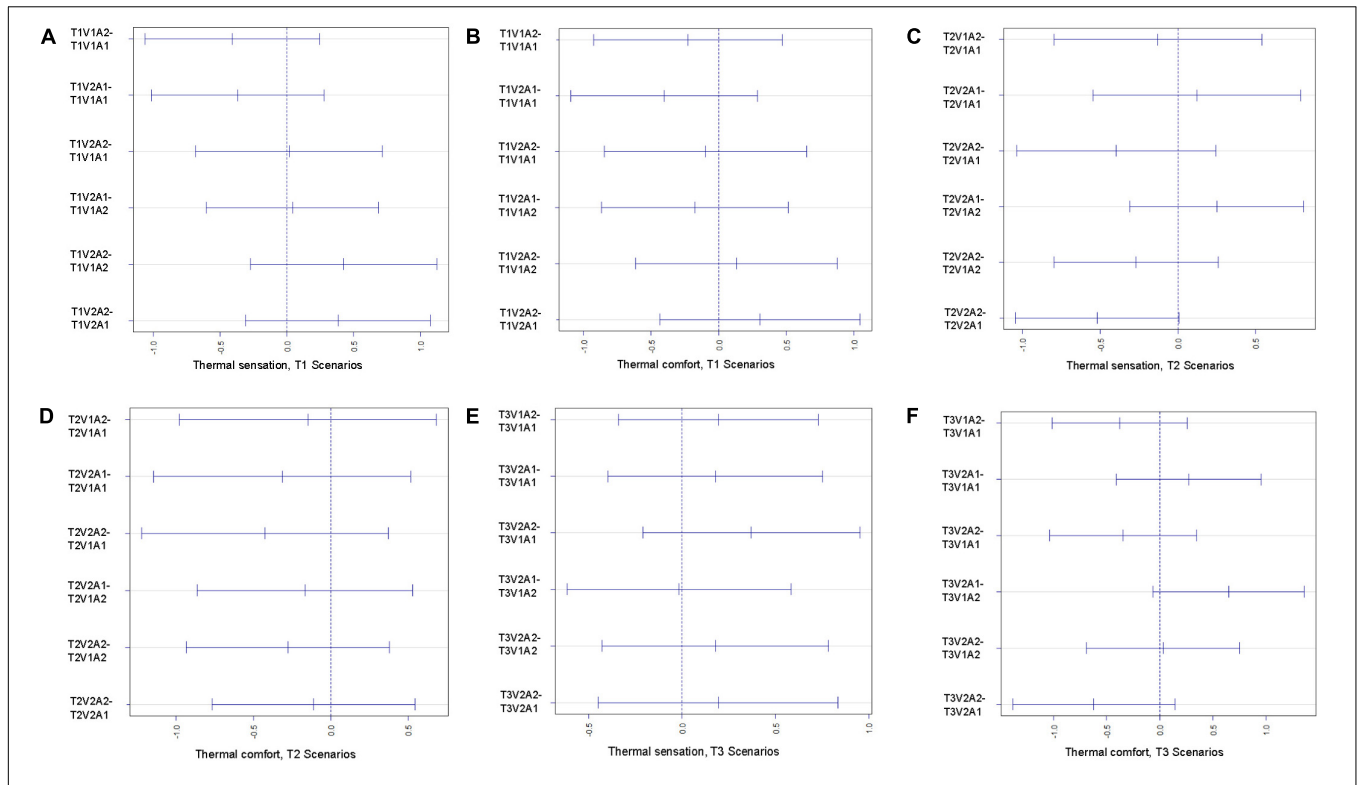 A
T1V1A2-
T1V1A1
T1V2A1-
T1V1A1
T1V2A2-
T1V1A1
T1V2A1-
T1V1A2
T1V2A2-
T1V1A2
T1V2A2-
T1V2A1
-1.0 -0.5 0.0 0.5 1.0
Thermal sensation, T1 Scenarios
B
T1V1A2-
T1V1A1
T1V2A1-
T1V1A1
T1V2A2-
T1V1A1
T1V2A1-
T1V1A2
T1V2A2-
T1V1A2
T1V2A2-
T1V2A1
-1.0 -0.5 0.0 0.5 1.0
Thermal comfort, T1 Scenarios
C
T2V1A2-
T2V1A1
T2V2A1-
T2V1A1
T2V2A2-
T2V1A1
T2V2A1-
T2V1A2
T2V2A2-
T2V1A2
T2V2A2-
T2V2A1
-1.0 -0.5 0.0 0.5
Thermal sensation, T2 Scenarios
D
T2V1A2-
T2V1A1
T2V2A1-
T2V1A1
T2V2A2-
T2V1A1
T2V2A1-
T2V1A2
T2V2A2-
T2V1A2
T2V2A2-
T2V2A1
-1.0 -0.5 0.0 0.5
Thermal comfort, T2 Scenarios
E
T3V1A2-
T3V1A1
T3V2A1-
T3V1A1
T3V2A2-
T3V1A1
T3V2A1-
T3V1A2
T3V2A2-
T3V1A2
T3V2A2-
T3V2A1
-0.5 0.0 0.5 1.0
Thermal sensation, T3 Scenarios
F
T3V1A2-
T3V1A1
T3V2A1-
T3V1A1
T3V2A2-
T3V1A1
T3V2A1-
T3V1A2
T3V2A2-
T3V1A2
T3V2A2-
T3V2A1
-1.0 -0.5 0.0 0.5 1.0
Thermal comfort, T3 Scenarios